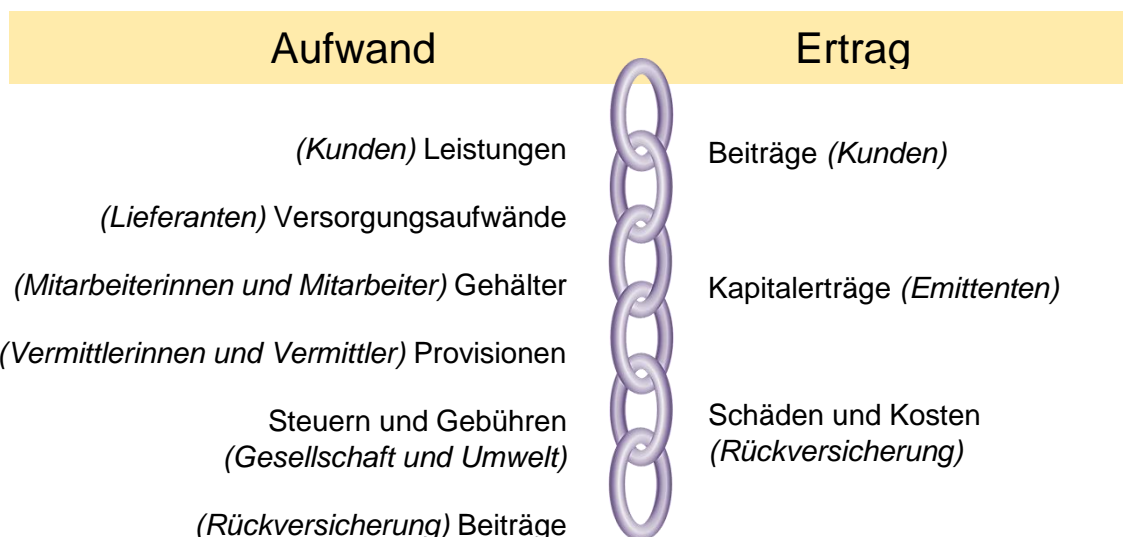 Aufwand
Ertrag
(Kunden) Leistungen
Beiträge (Kunden)
(Lieferanten) Versorgungsaufwände
(Mitarbeiterinnen und Mitarbeiter) Gehälter
Kapitalerträge (Emittenten)
(Vermittlerinnen und Vermittler) Provisionen
Steuern und Gebühren
(Gesellschaft und Umwelt)
Schäden und Kosten
(Rückversicherung)
(Rückversicherung) Beiträge